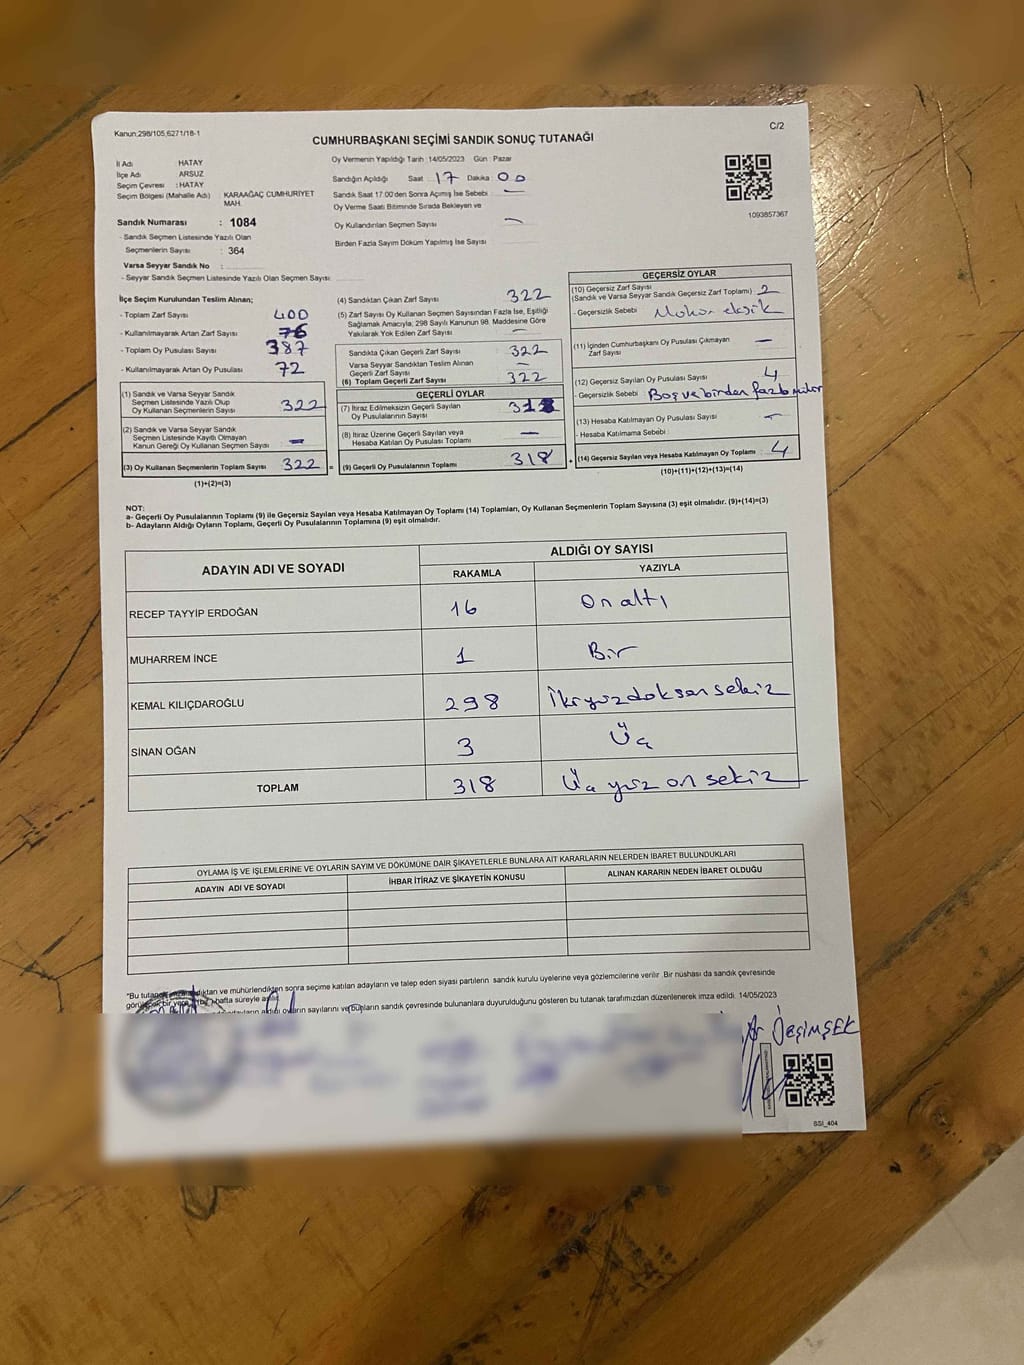 Kanun;298/105,6271/18-1
C/2
CUMHURBAŞKANI SEÇİMİ SANDIK SONUÇ TUTANAĞI
İl Adı HATAY
İlçe Adı ARSUZ
Seçim Çevresi : HATAY
Seçim Bölgesi (Mahalle Adı) : KARAAĞAÇ CUMHURİYET MAH.
Sandık Numarası : 1084
- Sandık Seçmen Listesinde Yazılı Olan
Seçmenlerin Sayısı : 364
Varsa Seyyar Sandık No :
- Seyyar Sandık Seçmen Listesinde Yazılı Olan Seçmen Sayısı:
Oy Vermenin Yapıldığı Tarih :14/05/2023 Gün : Pazar
Sandığın Açıldığı Saat 17 Dakika 00
Sandık Saat 17.00'den Sonra Açımış İse Sebebi —
Oy Verme Saati Bitiminde Sırada Bekleyen ve
Oy Kullandırılan Seçmen Sayısı —
Birden Fazla Sayım Döküm Yapılmış İse Sayısı
1093857367
İlçe Seçim Kurulundan Teslim Alınan;
- Toplam Zarf Sayısı 400
- Kullanılmayarak Artan Zarf Sayısı 76
- Toplam Oy Pusulası Sayısı 387
- Kullanılmayarak Artan Oy Pusulası 72
(1) Sandık ve Varsa Seyyar Sandık
Seçmen Listesinde Yazılı Olup
Oy Kullanan Seçmenlerin Sayısı 322
(2) Sandık ve Varsa Seyyar Sandık
Seçmen Listesinde Kayıtlı Olmayan
Kanun Gereği Oy Kullanan Seçmen Sayısı —
(3) Oy Kullanan Seçmenlerin Toplam Sayısı 322 =
(1)+(2)=(3)
(4) Sandıktan Çıkan Zarf Sayısı 322
(5) Zarf Sayısı Oy Kullanan Seçmen Sayısından Fazla İse, Eşitliği
Sağlamak Amacıyla, 298 Sayılı Kanunun 98. Maddesine Göre
Yakılarak Yok Edilen Zarf Sayısı —
Sandıkta Çıkan Geçerli Zarf Sayısı 322
Varsa Seyyar Sandıktan Teslim Alınan
Geçerli Zarf Sayısı —
(6) Toplam Geçerli Zarf Sayısı 322
GEÇERLİ OYLAR
(7) İtiraz Edilmeksizin Geçerli Sayılan
Oy Pusulalarının Sayısı 318
(8) İtiraz Üzerine Geçerli Sayılan veya
Hesaba Katılan Oy Pusulası Toplamı —
(9) Geçerli Oy Pusulalarının Toplamı 318 +
GEÇERSİZ OYLAR
(10) Geçersiz Zarf Sayısı
(Sandık ve Varsa Seyyar Sandık Geçersiz Zarf Toplamı) 2
- Geçersizlik Sebebi Mühür eksik
(11) İçinden Cumhurbaşkanı Oy Pusulası Çıkmayan
Zarf Sayısı —
(12) Geçersiz Sayılan Oy Pusulası Sayısı 4
- Geçersizlik Sebebi Boş ve birden fazla mühür
(13) Hesaba Katılmayan Oy Pusulası Sayısı —
- Hesaba Katılmama Sebebi :
(14) Geçersiz Sayılan veya Hesaba Katılmayan Oy Toplamı : 4
(10)+(11)+(12)+(13)=(14)
NOT:
a- Geçerli Oy Pusulalarının Toplamı (9) ile Geçersiz Sayılan veya Hesaba Katılmayan Oy Toplamı (14) Toplamları, Oy Kullanan Seçmenlerin Toplam Sayısına (3) eşit olmalıdır. (9)+(14)=(3)
b- Adayların Aldığı Oyların Toplamı, Geçerli Oy Pusulalarının Toplamına (9) eşit olmalıdır.
ADAYIN ADI VE SOYADI ALDIĞI OY SAYISI
RAKAMLA YAZIYLA
RECEP TAYYİP ERDOĞAN 16 On altı
MUHARREM İNCE 1 Bir
KEMAL KILIÇDAROĞLU 298 İkiyüzdoksansekiz
SİNAN OĞAN 3 Üç
TOPLAM 318 Üç yüz on sekiz
OYLAMA İŞ VE İŞLEMLERİNE VE OYLARIN SAYIM VE DÖKÜMÜNE DAİR ŞİKAYETLERLE BUNLARA AİT KARARLARIN NELERDEN İBARET BULUNDUKLARI
ADAYIN ADI VE SOYADI İHBAR İTİRAZ VE ŞİKAYETİN KONUSU ALINAN KARARIN NEDEN İBARET OLDUĞU
"Bu tutanak imzalandıktan ve mühürlendikten sonra seçime katılan adayların ve talep eden siyasi partilerin sandık kurulu üyelerine veya gözlemcilerine verilir .Bir nüshası da sandık çevresinde
görülecek bir yere (bir) hafta süreyle asılır.
oyların sayılarını ve bunların sandık çevresinde bulunanlara duyurulduğunu gösteren bu tutanak tarafımızdan düzenlenerek imza edildi. 14/05/2023
ÜÇŞİMŞEK
BSI_404